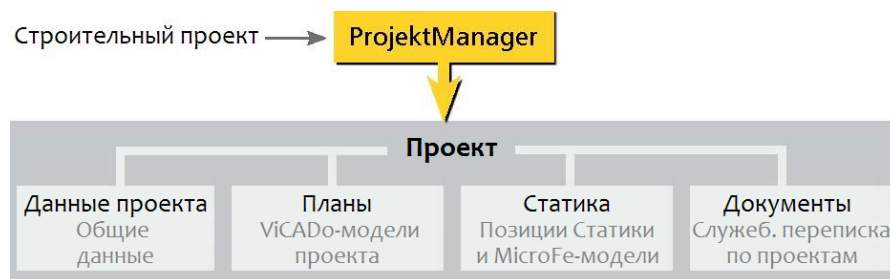 Строительный проект
ProjektManager
Проект
Данные проекта
Общие
данные
Планы
ViCADo-модели
проекта
Статика
Позиции Статики
и MicroFe-модели
Документы
Служеб. переписка
по проектам